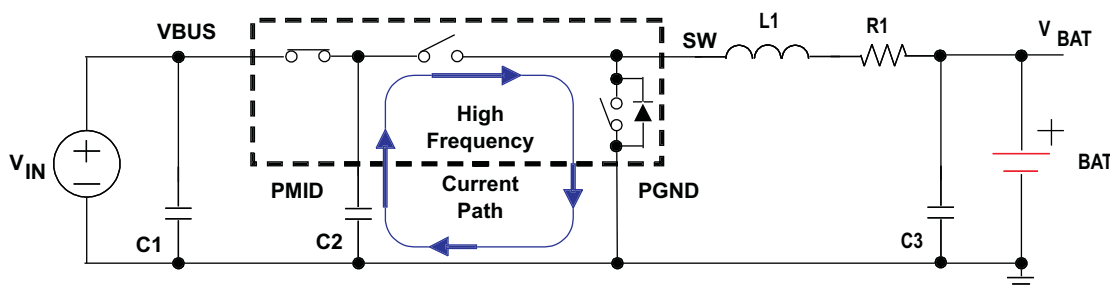 VBUS
SW
L1
R1
V BAT
High
Frequency
Current
Path
PMID
PGND
V IN
+
−
+
BAT
C1
C2
C3